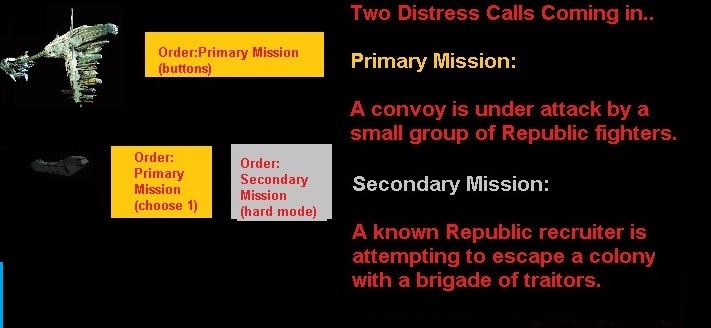 Order:Primary Mission
(buttons)
Order:
Primary
Mission
(choose 1)
Order:
Secondary
Mission
(hard mode)
Two Distress Calls Coming in..
Primary Mission:
A convoy is under attack by a
small group of Republic fighters.
Secondary Mission:
A known Republic recruiter is
attempting to escape a colony
with a brigade of traitors.